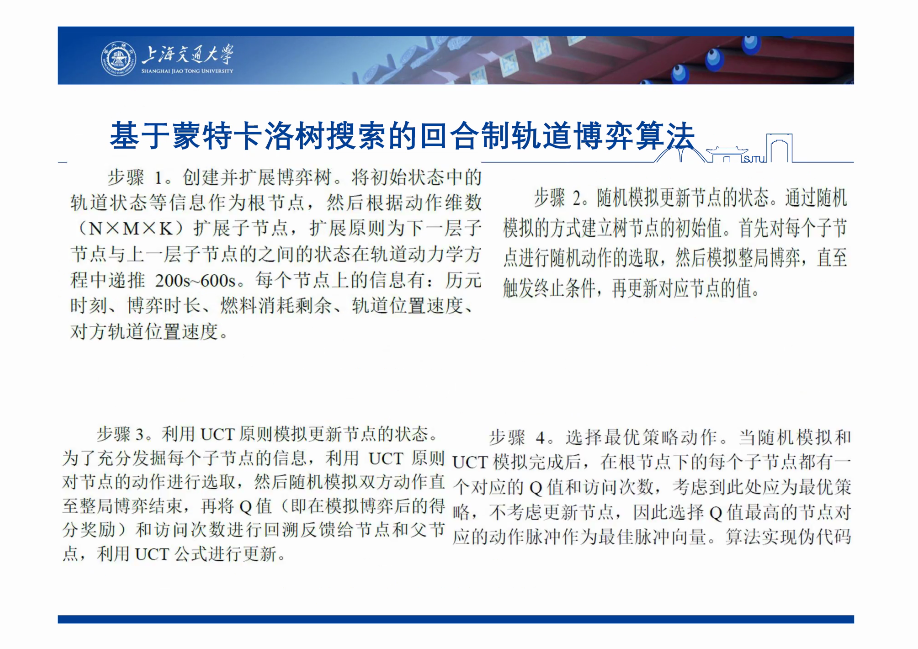 上海交通大学
SHANGHAI JIAO TONG UNIVERSITY
基于蒙特卡洛树搜索的回合制轨道博弈算法
SJTU
步骤 1。创建并扩展博弈树。将初始状态中的
轨道状态等信息作为根节点，然后根据动作维数
（N×M×K）扩展子节点，扩展原则为下一层子
节点与上一层子节点的之间的状态在轨道动力学方
程中递推 200s~600s。每个节点上的信息有：历元
时刻、博弈时长、燃料消耗剩余、轨道位置速度、
对方轨道位置速度。
步骤 2。随机模拟更新节点的状态。通过随机
模拟的方式建立树节点的初始值。首先对每个子节
点进行随机动作的选取，然后模拟整局博弈，直至
触发终止条件，再更新对应节点的值。
步骤 3。利用 UCT 原则模拟更新节点的状态。
为了充分发掘每个子节点的信息，利用 UCT 原则
对节点的动作进行选取，然后随机模拟双方动作直
至整局博弈结束，再将 Q 值（即在模拟博弈后的得
分奖励）和访问次数进行回溯反馈给节点和父节
点，利用 UCT 公式进行更新。
步骤 4。选择最优策略动作。当随机模拟和
UCT 模拟完成后，在根节点下的每个子节点都有一
个对应的 Q 值和访问次数，考虑到此处应为最优策
略，不考虑更新节点，因此选择 Q 值最高的节点对
应的动作脉冲作为最佳脉冲向量。算法实现伪代码